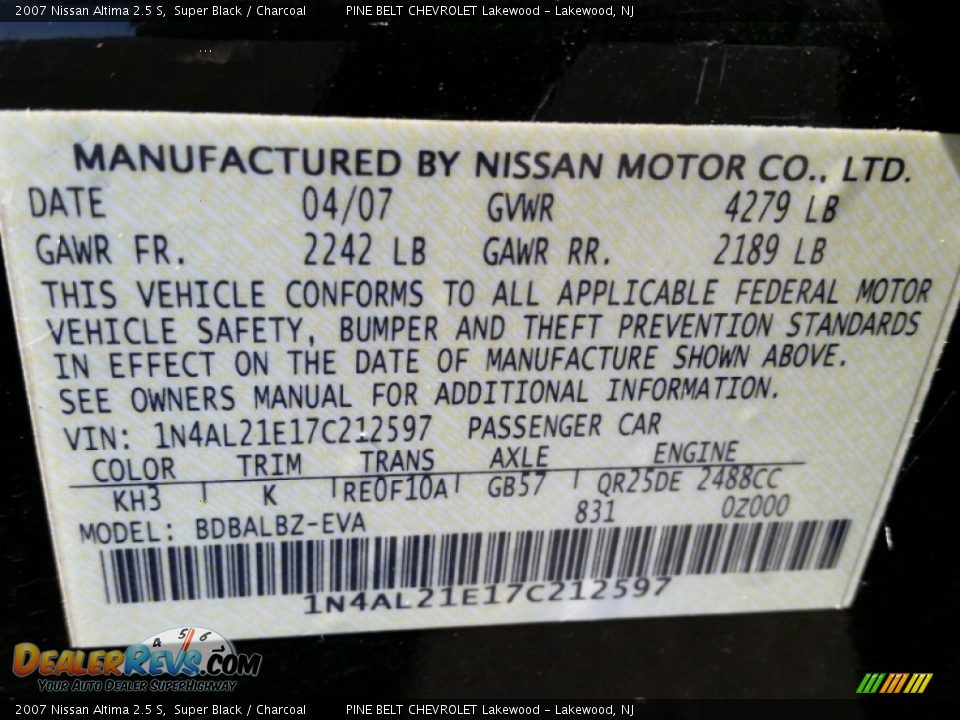 2007 Nissan Altima 2.5 S, Super Black / Charcoal PINE BELT CHEVROLET Lakewood - Lakewood, NJ
MANUFACTURED BY NISSAN MOTOR CO., LTD.
DATE 04/07 GVWR 4279 LB
GAWR FR. 2242 LB GAWR RR. 2189 LB
THIS VEHICLE CONFORMS TO ALL APPLICABLE FEDERAL MOTOR
VEHICLE SAFETY, BUMPER AND THEFT PREVENTION STANDARDS
IN EFFECT ON THE DATE OF MANUFACTURE SHOWN ABOVE.
SEE OWNERS MANUAL FOR ADDITIONAL INFORMATION.
VIN: 1N4AL21E17C212597 PASSENGER CAR
COLOR TRIM TRANS AXLE ENGINE
KH3 K RE0F10A GB57 QR25DE 2488CC
831 0Z000
MODEL: BDBALBZ-EVA
1N4AL21E17C212597
4 5 6 7
DEALERREVS.COM
Your Auto Dealer SuperHighway
2007 Nissan Altima 2.5 S, Super Black / Charcoal PINE BELT CHEVROLET Lakewood - Lakewood, NJ